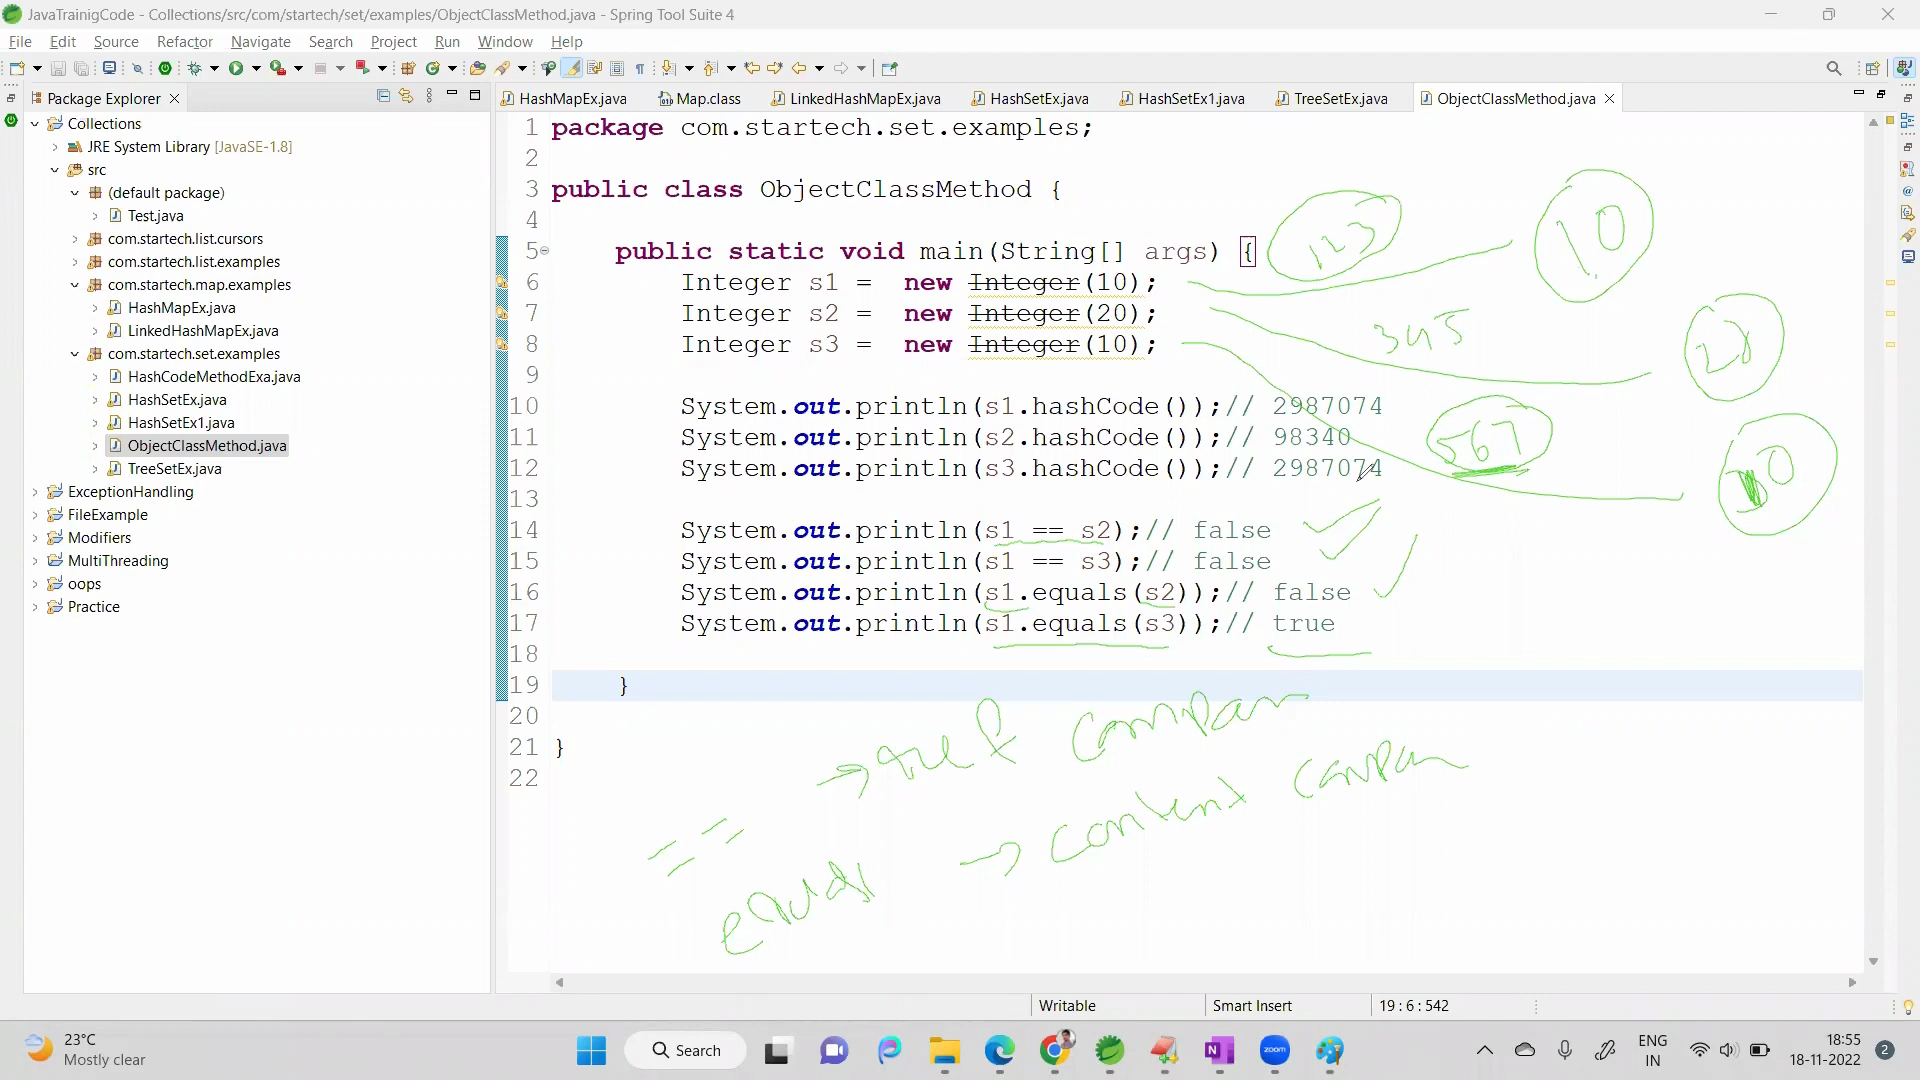 JavaTrainigCode - Collections/src/com/startech/set/examples/ObjectClassMethod.java - Spring Tool Suite 4
File Edit Source Refactor Navigate Search Project Run Window Help
Package Explorer
HashMapEx.java Map.class LinkedHashMapEx.java HashSetEx.java HashSetEx1.java TreeSetEx.java ObjectClassMethod.java
Collections
JRE System Library [JavaSE-1.8]
src
(default package)
Test.java
com.startech.list.cursors
com.startech.list.examples
com.startech.map.examples
HashMapEx.java
LinkedHashMapEx.java
com.startech.set.examples
HashCodeMethodExa.java
HashSetEx.java
HashSetEx1.java
ObjectClassMethod.java
TreeSetEx.java
ExceptionHandling
FileExample
Modifiers
MultiThreading
oops
Practice
1 package com.startech.set.examples;
2
3 public class ObjectClassMethod {
4
5 public static void main(String[] args) {
6 Integer s1 = new Integer(10);
7 Integer s2 = new Integer(20);
8 Integer s3 = new Integer(10);
9
10 System.out.println(s1.hashCode());// 2987074
11 System.out.println(s2.hashCode());// 98340
12 System.out.println(s3.hashCode());// 2987074
13
14 System.out.println(s1 == s2);// false
15 System.out.println(s1 == s3);// false
16 System.out.println(s1.equals(s2));// false
17 System.out.println(s1.equals(s3));// true
18
19 }
20
21 }
22
123
10
345
20
567
10
== → ref compar
equals → content compar
Writable Smart Insert 19 : 6 : 542
23°C
Mostly clear
Search
zoom
ENG
IN
18:55
18-11-2022
2